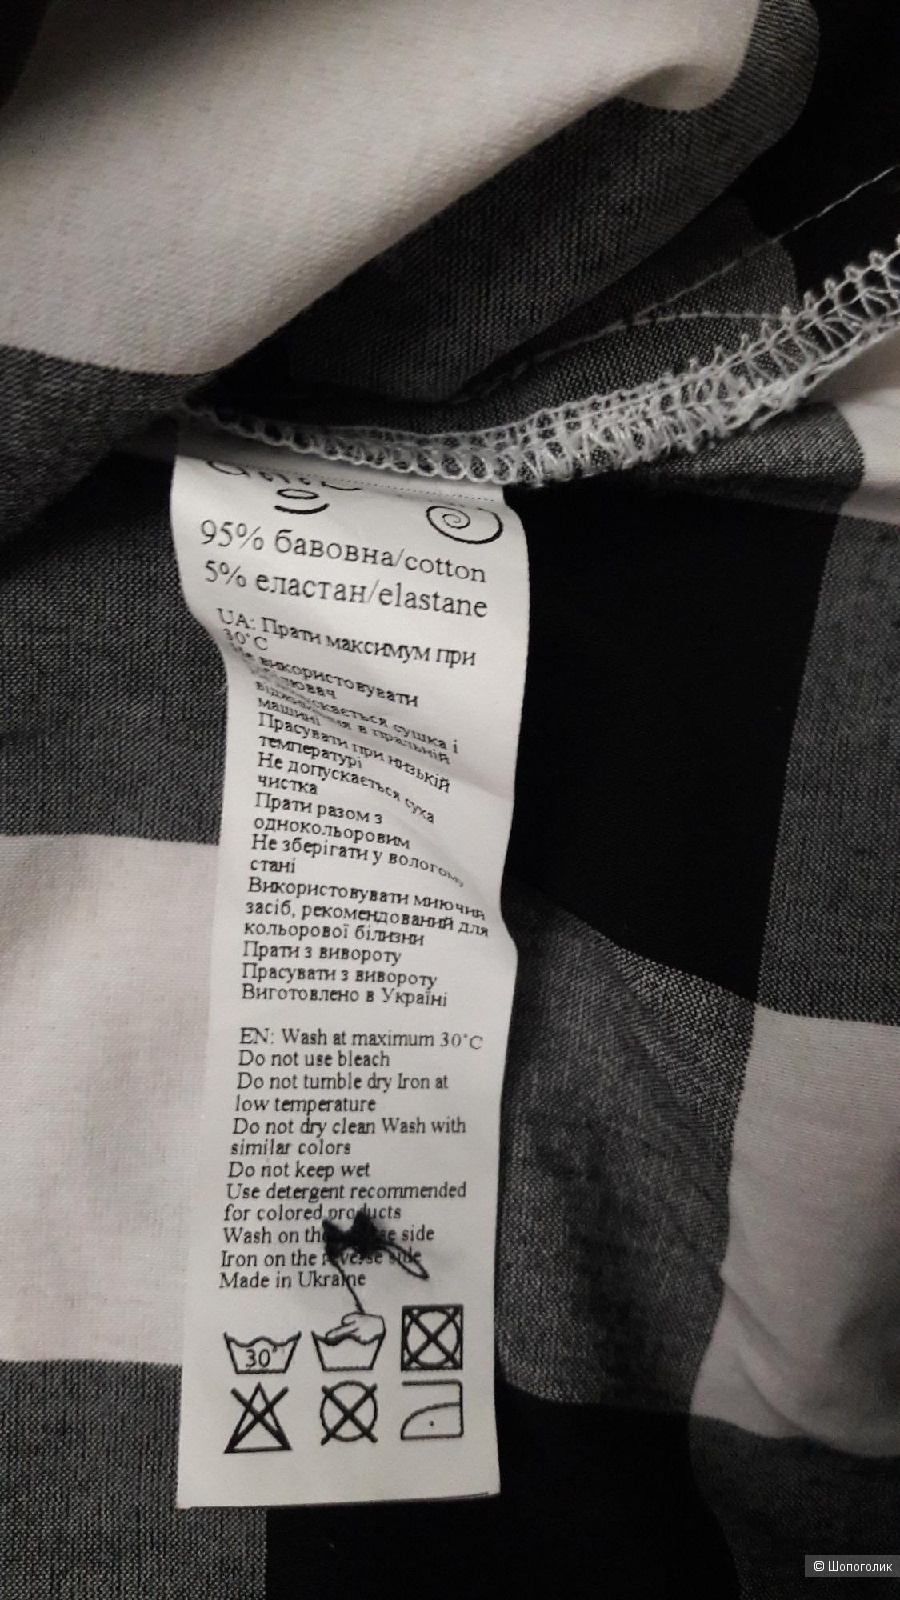 95% бавовна/cotton
5% еластан/elastane
UA: Прати максимум при
30°C
Не використовувати
відбілювач
сушка і
в пральній
машині
Прасувати при низькій
температурі
Не допускається суха
чистка
Прати разом з
однокольоровим
Не зберігати у вологому
стані
Використовувати миючий
засіб, рекомендований для
кольорової білизни
Прати з вивороту
Прасувати з вивороту
Виготовлено в Україні
EN: Wash at maximum 30°C
Do not use bleach
Do not tumble dry Iron at
low temperature
Do not dry clean Wash with
similar colors
Do not keep wet
Use detergent recommended
for colored products
Wash on the reverse side
Iron on the reverse side
Made in Ukraine
30°
© Шопоголик